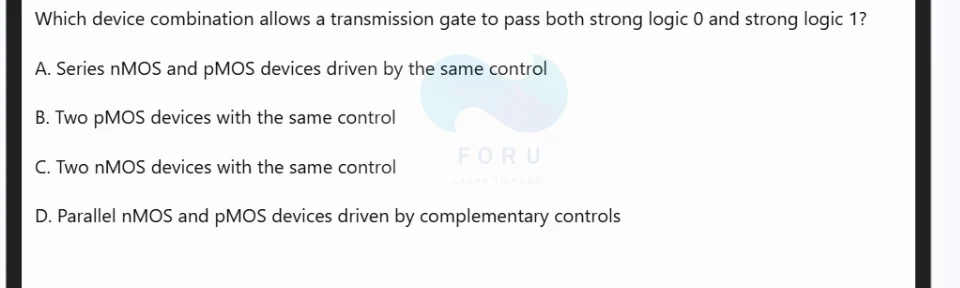 Which device combination allows a transmission gate to pass both strong logic 0 and strong logic 1?
A. Series nMOS and pMOS devices driven by the same control
B. Two pMOS devices with the same control
FORU
C. Two nMOS devices with the same control
D. Parallel nMOS and pMOS devices driven by complementary controls